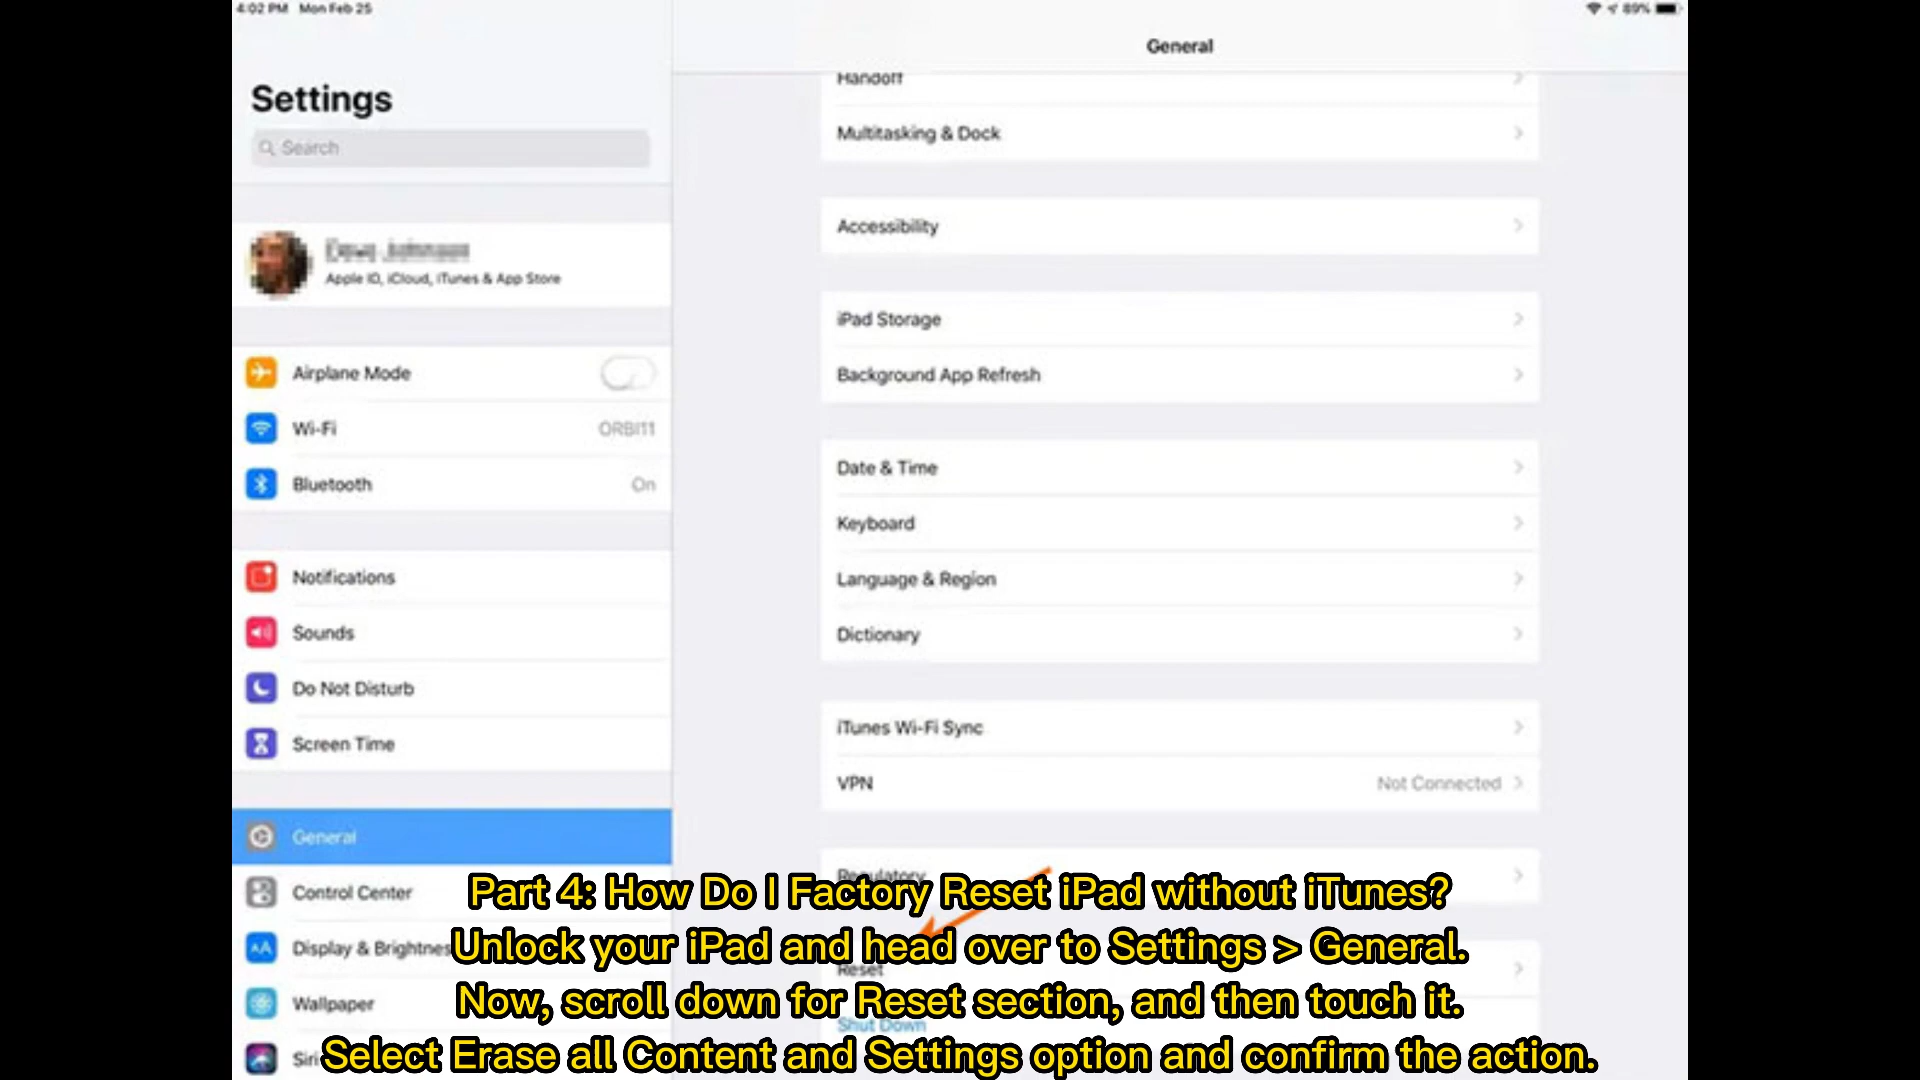 4:02 PM Mon Feb 25
89%
Settings
Search
Apple ID, iCloud, iTunes & App Store
Airplane Mode
Wi-Fi ORBI11
Bluetooth On
Notifications
Sounds
Do Not Disturb
Screen Time
General
Control Center
Display & Brightnes
Wallpaper
Siri
General
Handoff
Multitasking & Dock
Accessibility
iPad Storage
Background App Refresh
Date & Time
Keyboard
Language & Region
Dictionary
iTunes Wi-Fi Sync
VPN Not Connected
Regulatory
Reset
Shut Down
Part 4: How Do I Factory Reset iPad without iTunes?
Unlock your iPad and head over to Settings > General.
Now, scroll down for Reset section, and then touch it.
Select Erase all Content and Settings option and confirm the action.